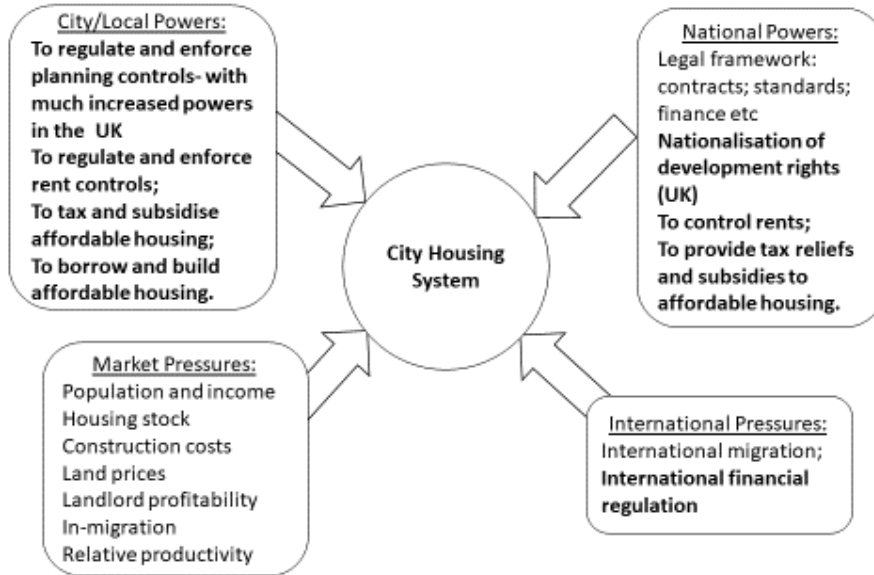 City/Local Powers:
To regulate and enforce
planning controls- with
much increased powers
in the UK
To regulate and enforce
rent controls;
To tax and subsidise
affordable housing;
To borrow and build
affordable housing.
National Powers:
Legal framework:
contracts; standards;
finance etc
Nationalisation of
development rights
(UK)
To control rents;
To provide tax reliefs
and subsidies to
affordable housing.
City Housing
System
Market Pressures:
Population and income
Housing stock
Construction costs
Land prices
Landlord profitability
In-migration
Relative productivity
International Pressures:
International migration;
International financial
regulation